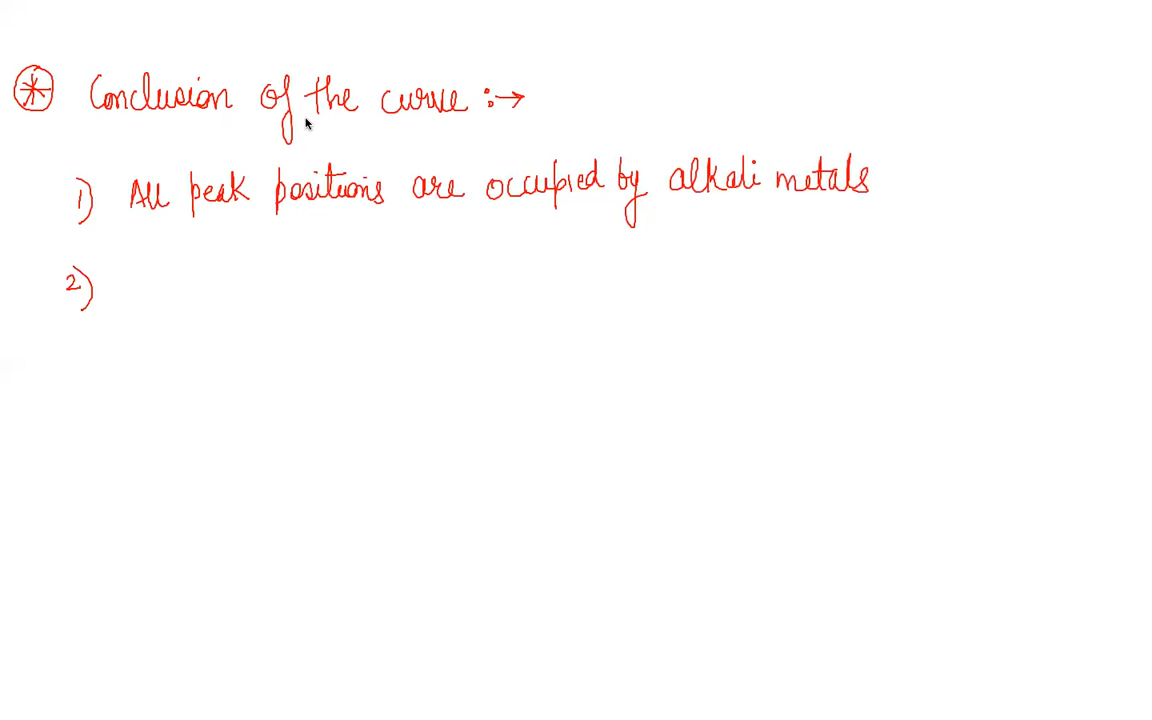 * Conclusion of the curve :→
1) All peak positions are occupied by alkali metals
2)